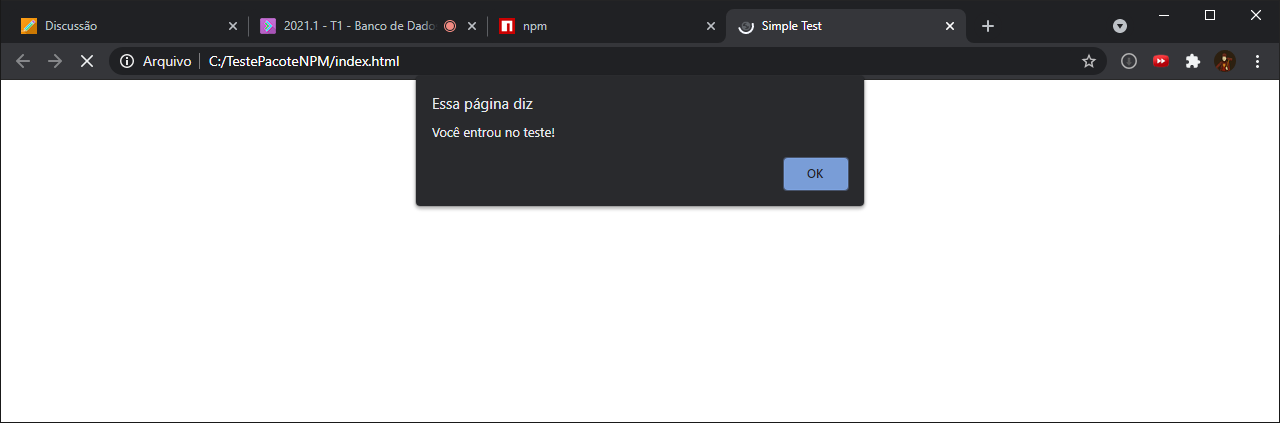 Discussão
2021.1 - T1 - Banco de Dado
npm
Simple Test
Arquivo
C:/TestePacoteNPM/index.html
Essa página diz
Você entrou no teste!
OK